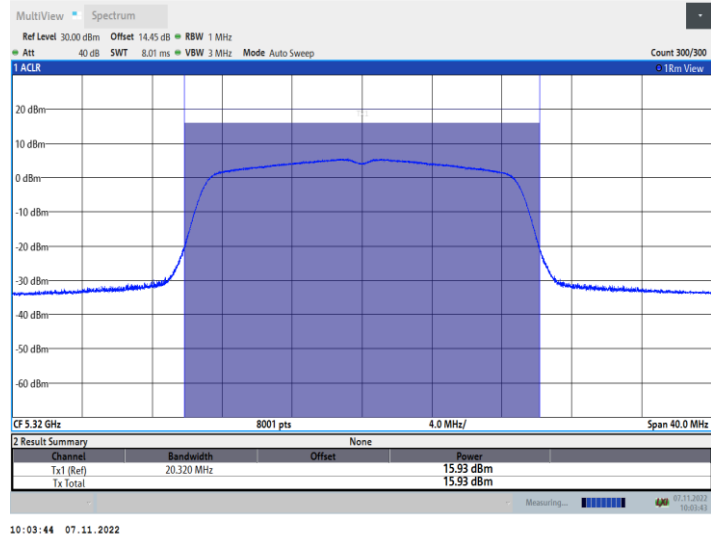 MultiView Spectrum
Ref Level 30.00 dBm Offset 14.45 dB RBW 1 MHz
Att 40 dB SWT 8.01 ms VBW 3 MHz Mode Auto Sweep Count 300/300
1 ACLR 1Rm View
20 dBm
10 dBm
0 dBm
-10 dBm
-20 dBm
-30 dBm
-40 dBm
-50 dBm
-60 dBm
CF 5.32 GHz 8001 pts 4.0 MHz/ Span 40.0 MHz
2 Result Summary None
Channel Bandwidth Offset Power
Tx1 (Ref) 20.320 MHz 15.93 dBm
Tx Total 15.93 dBm
Measuring... 07.11.2022
10:03:43
10:03:44 07.11.2022